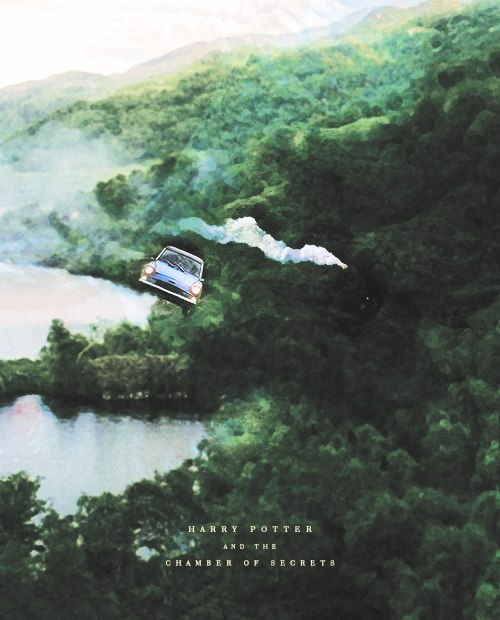 HARRY POTTER
AND THE
CHAMBER OF SECRETS